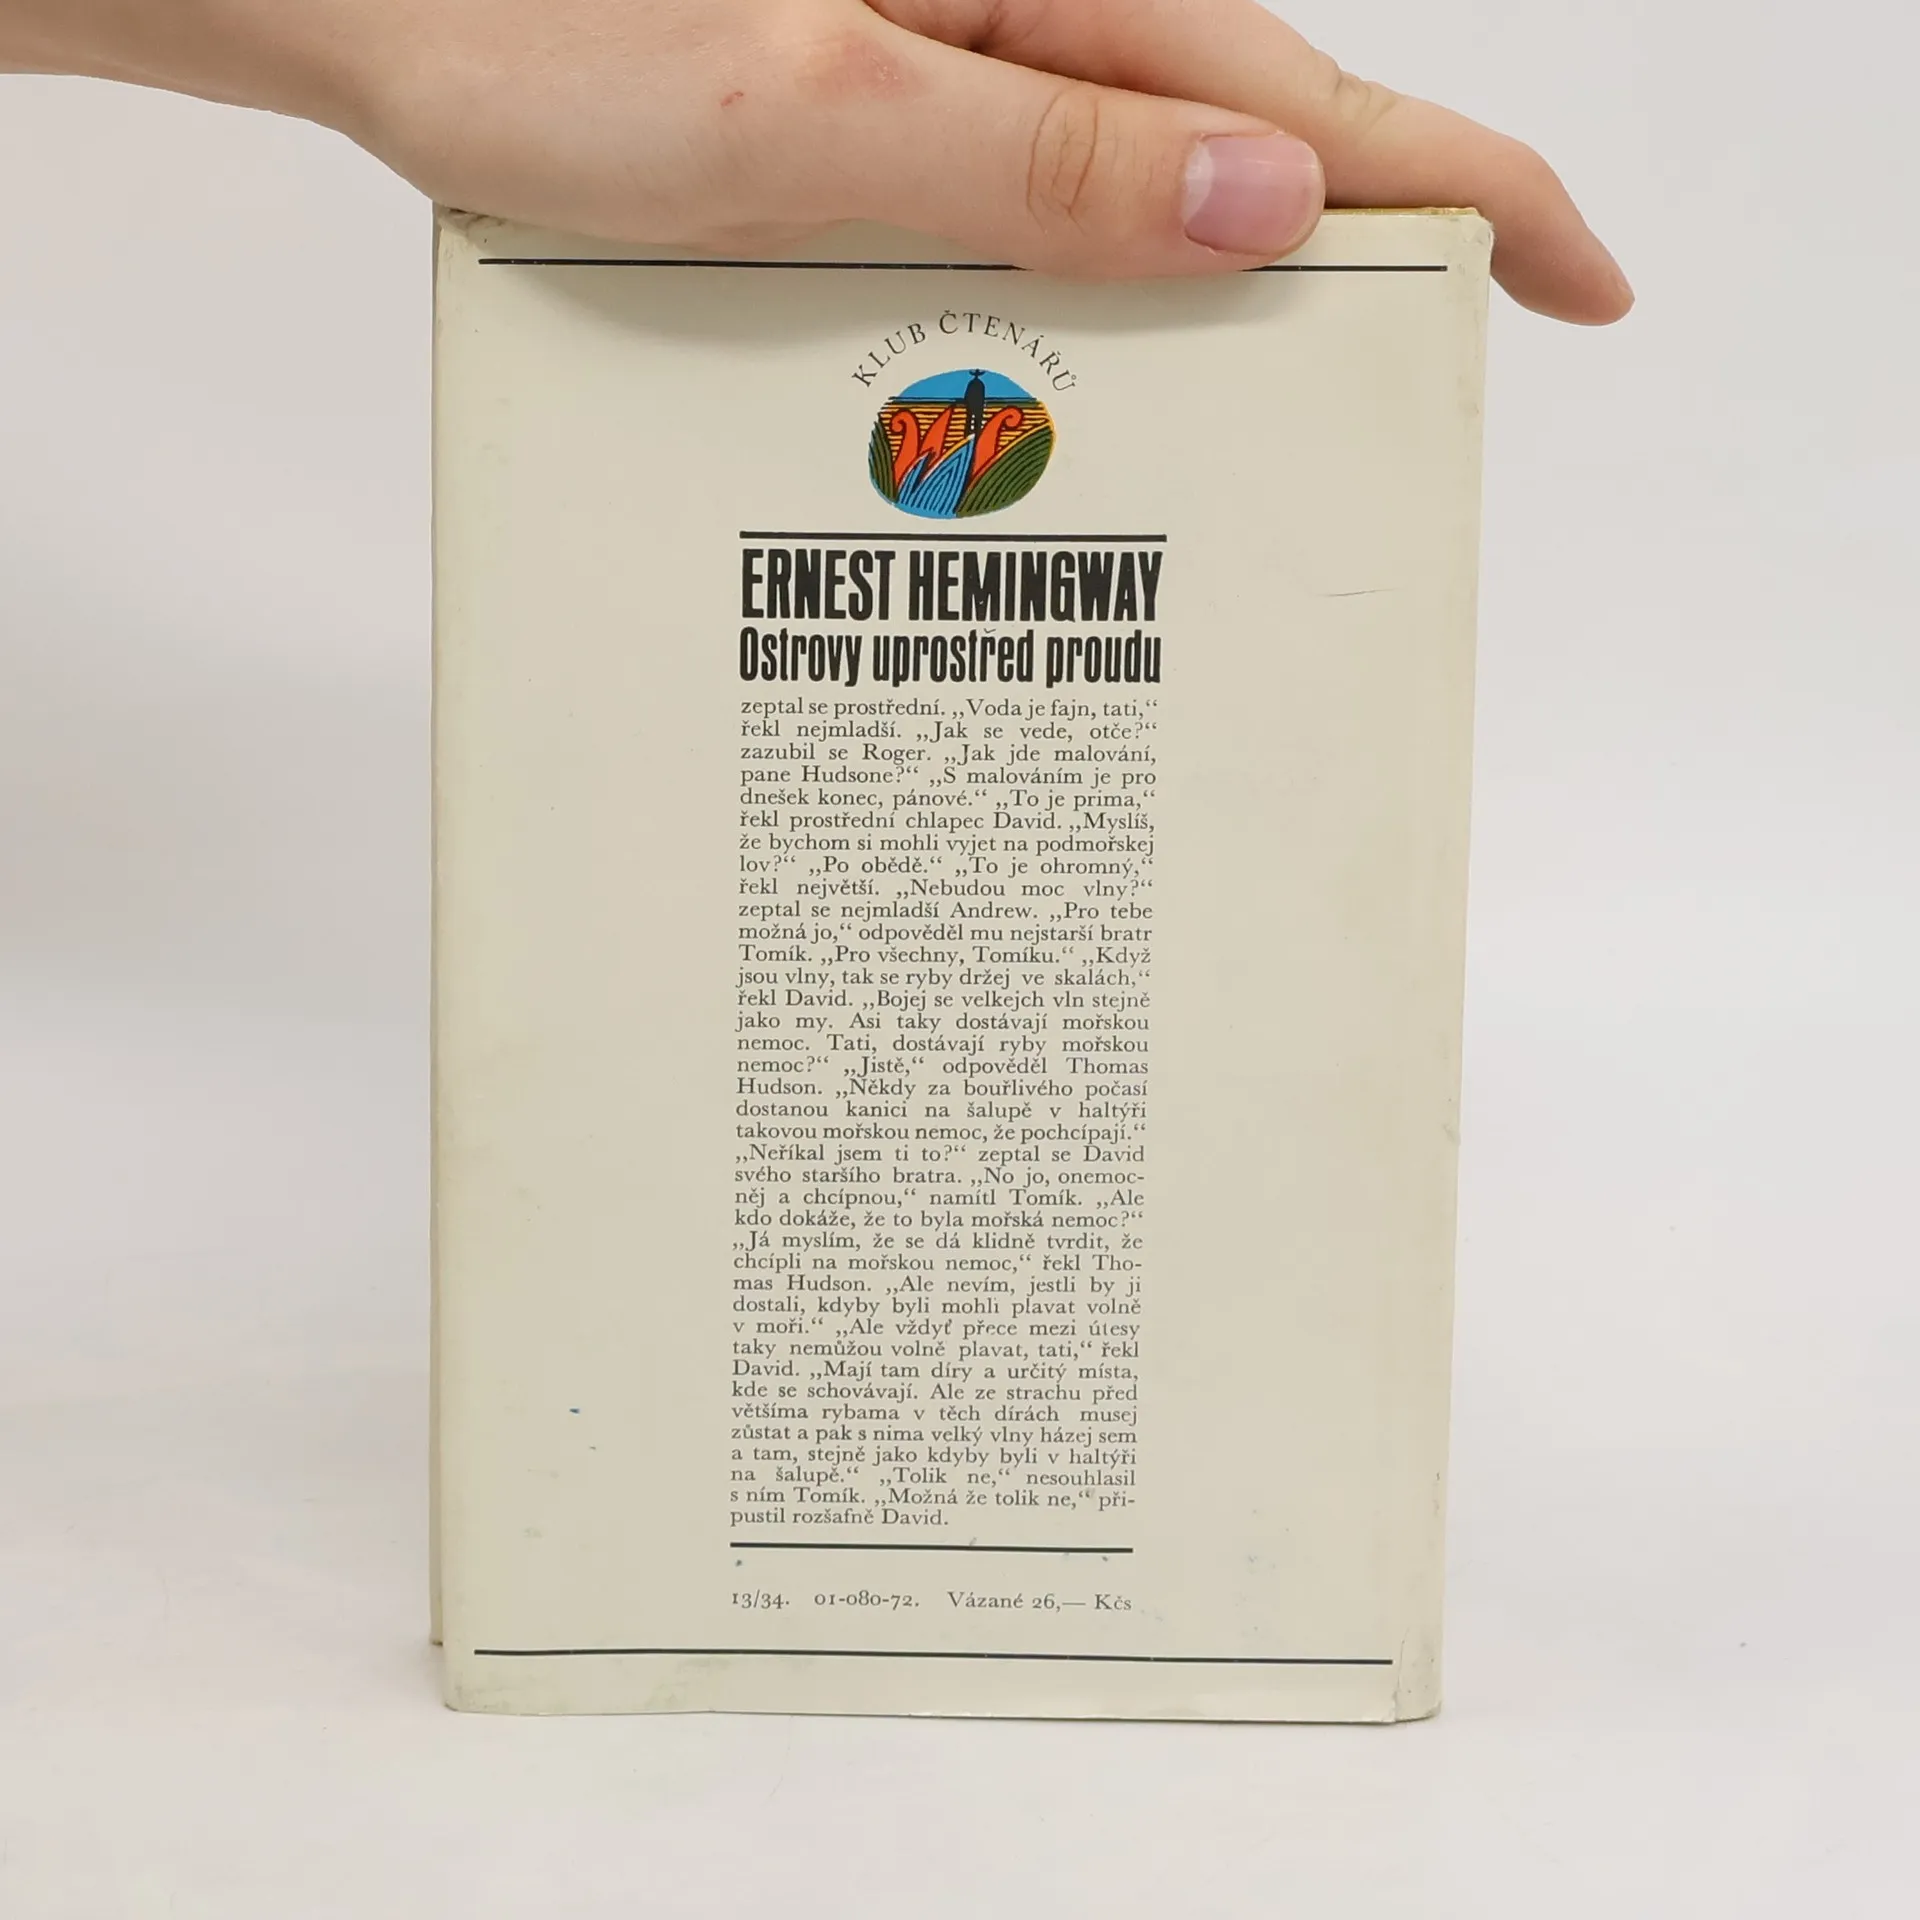 KLUB ČTENÁŘŮ
ERNEST HEMINGWAY
Ostrovy uprostřed proudu
zeptal se prostřední. „Voda je fajn, tati,“
řekl nejmladší. „Jak se vede, otče?“
zazubil se Roger. „Jak jde malování,
pane Hudsone?“ „S malováním je pro
dnešek konec, pánové.“ „To je prima,“
řekl prostřední chlapec David. „Myslíš,
že bychom si mohli vyjet na podmořskej
lov?“ „Po obědě.“ „To je ohromný,“
řekl největší. „Nebudou moc vlny?“
zeptal se nejmladší Andrew. „Pro tebe
možná jo,“ odpověděl mu nejstarší bratr
Tomík. „Pro všechny, Tomíku.“ „Když
jsou vlny, tak se ryby držej ve skalách,“
řekl David. „Bojej se velkejch vln stejně
jako my. Asi taky dostávají mořskou
nemoc. Tati, dostávají ryby mořskou
nemoc?“ „Jistě,“ odpověděl Thomas
Hudson. „Někdy za bouřlivého počasí
dostanou kanici na šalupě v haltýři
takovou mořskou nemoc, že pochcípají.“
„Neříkal jsem ti to?“ zeptal se David
svého staršího bratra. „No jo, onemoc-
něj a chcípnou,“ namítl Tomík. „Ale
kdo dokáže, že to byla mořská nemoc?“
„Já myslím, že se dá klidně tvrdit, že
chcípli na mořskou nemoc,“ řekl Tho-
mas Hudson. „Ale nevím, jestli by ji
dostali, kdyby byli mohli plavat volně
v moři.“ „Ale vždyť přece mezi útesy
taky nemůžou volně plavat, tati,“ řekl
David. „Mají tam díry a určitý místa,
kde se schovávají. Ale ze strachu před
většíma rybama v těch dírách musej
zůstat a pak s nima velký vlny házej sem
a tam, stejně jako kdyby byli v haltýři
na šalupě.“ „Tolik ne,“ nesouhlasil
s ním Tomík. „Možná že tolik ne,“ při-
pustil rozšafně David.
13/34. 01-080-72. Vázané 26,— Kčs